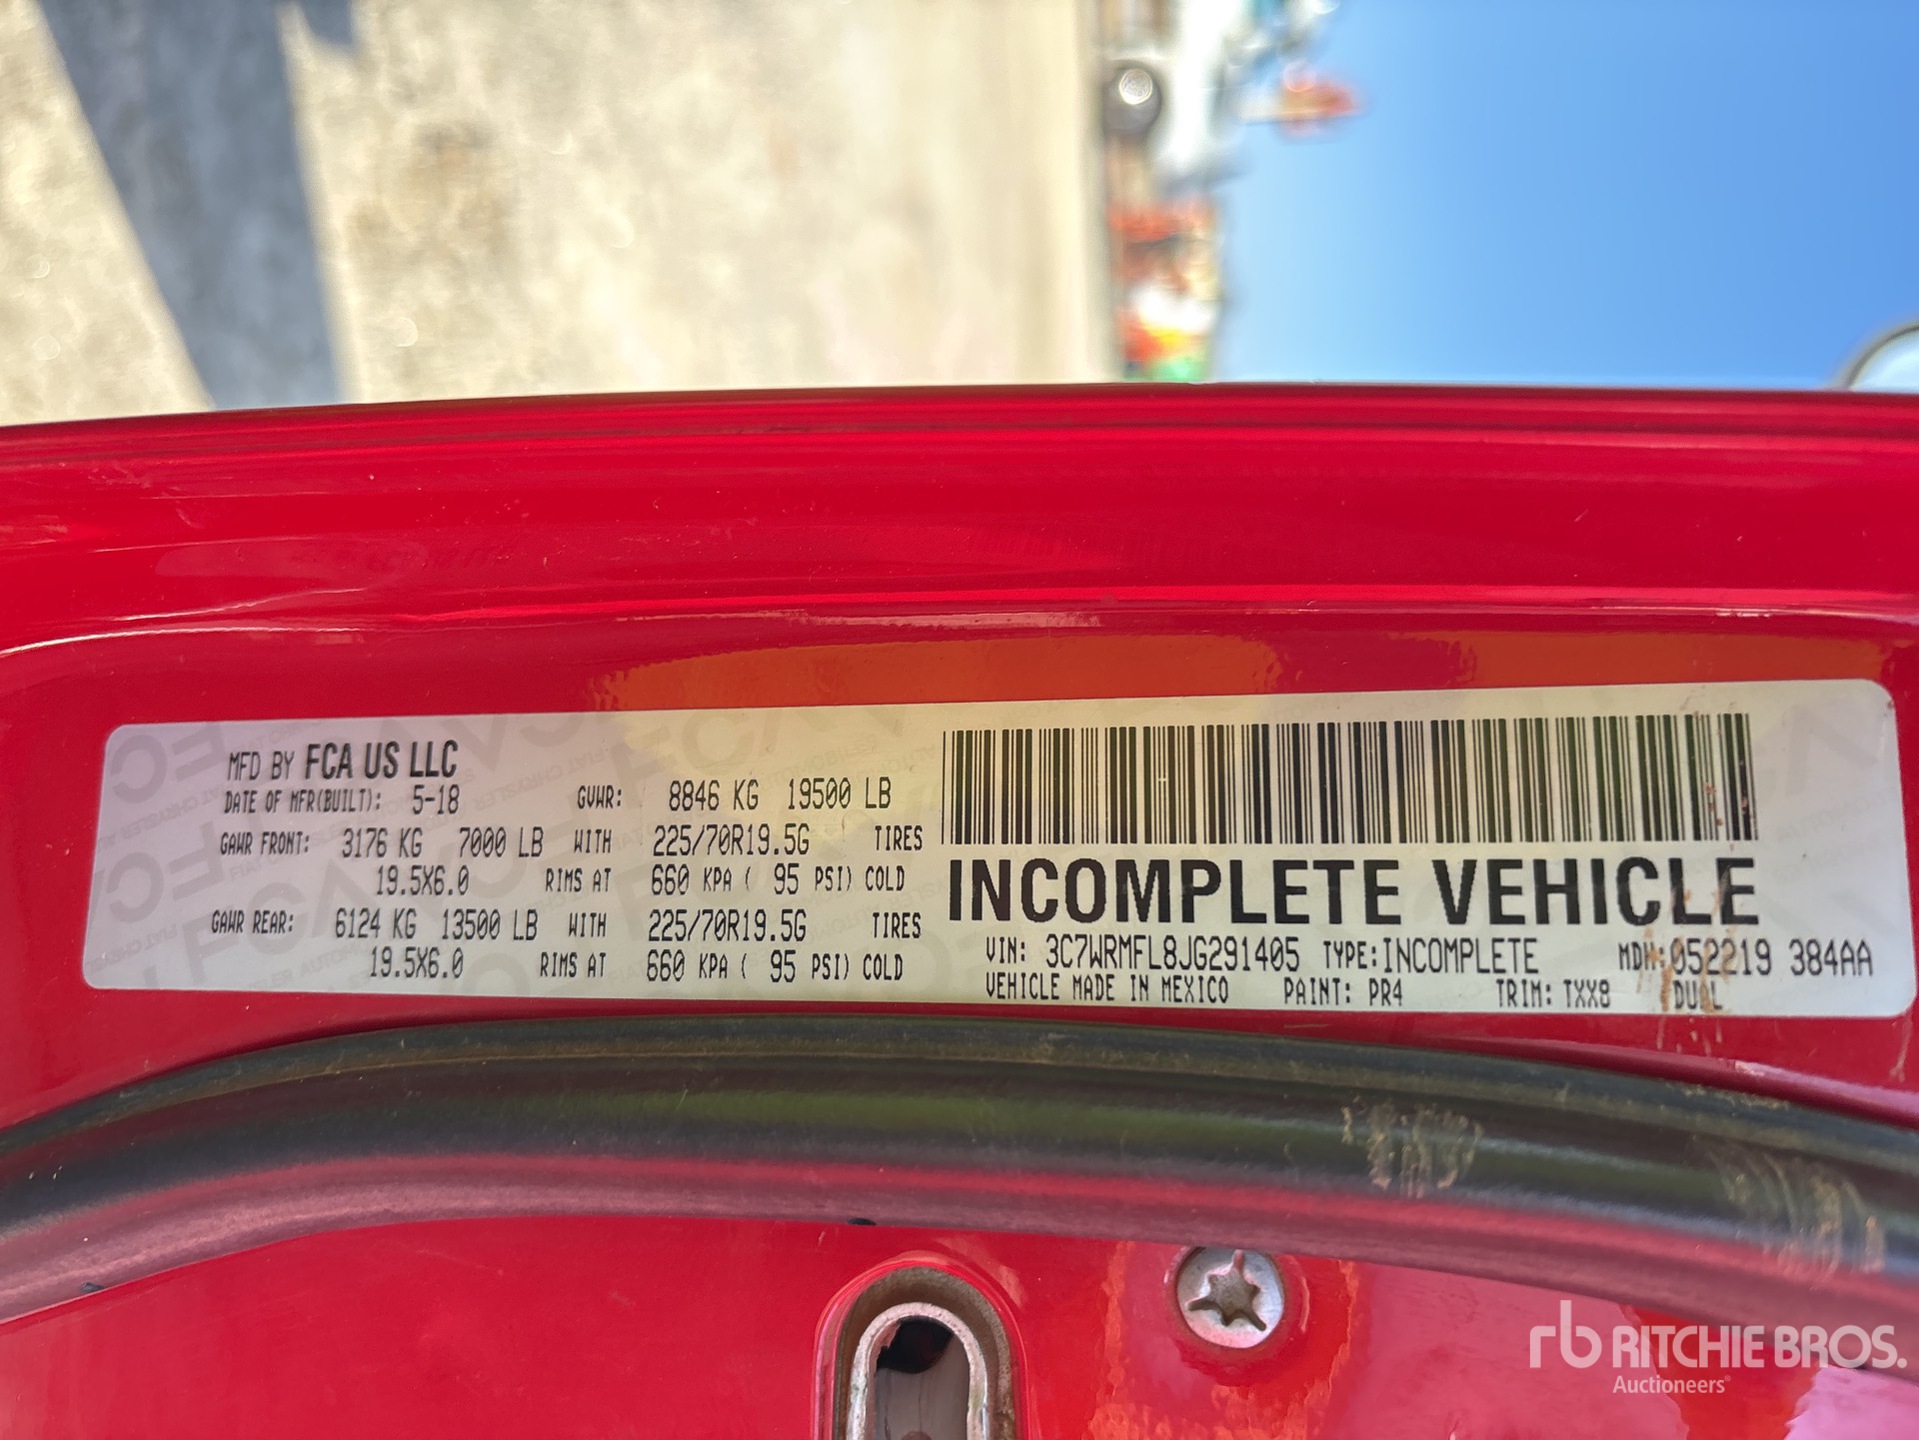 MFD BY FCA US LLC
DATE OF MFR(BUILT): 5-18 GVWR: 8846 KG 19500 LB
GAWR FRONT: 3176 KG 7000 LB WITH 225/70R19.5G TIRES
19.5X6.0 RIMS AT 660 KPA ( 95 PSI) COLD
GAWR REAR: 6124 KG 13500 LB WITH 225/70R19.5G TIRES
19.5X6.0 RIMS AT 660 KPA ( 95 PSI) COLD
INCOMPLETE VEHICLE
VIN: 3C7WRMFL8JG291405 TYPE: INCOMPLETE MDH: 052219 384AA
VEHICLE MADE IN MEXICO PAINT: PR4 TRIM: TXX8 DUAL
rb RITCHIE BROS.
Auctioneers